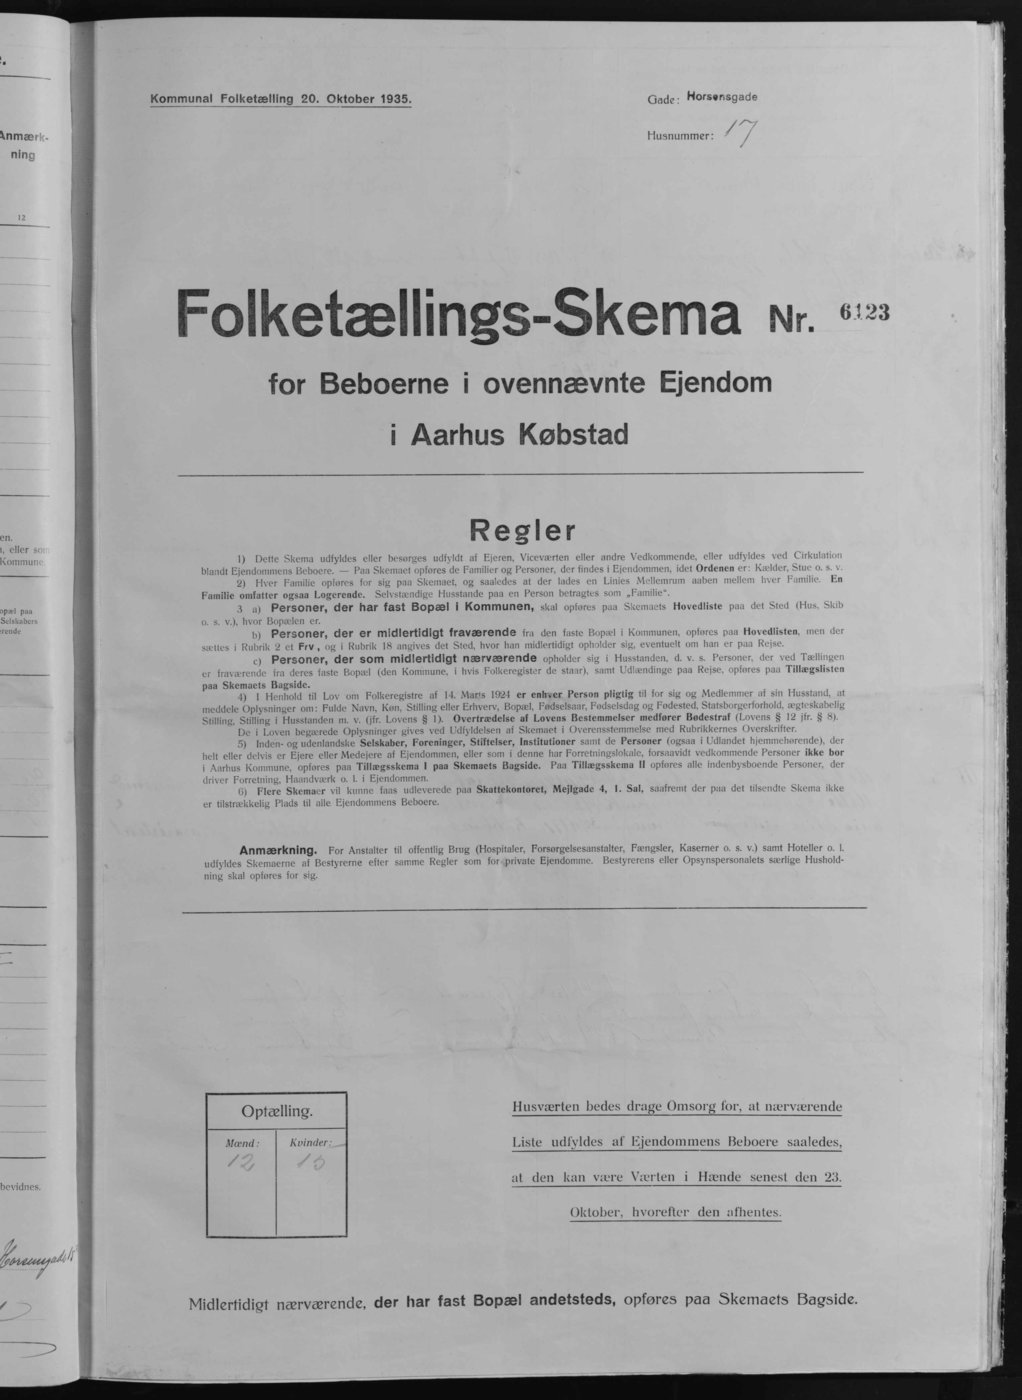 Anmærk-
ning
12
en.
, eller som
Kommune.
opæl paa
Selskabers
rende
bevidnes.
Kommunal Folketælling 20. Oktober 1935.
Gade: Horsensgade
Husnummer: 17
Folketællings-Skema Nr. 6123
for Beboerne i ovennævnte Ejendom
i Aarhus Købstad
Regler
1) Dette Skema udfyldes eller besørges udfyldt af Ejeren, Viceværten eller andre Vedkommende, eller udfyldes ved Cirkulation
blandt Ejendommens Beboere. — Paa Skemaet opføres de Familier og Personer, der findes i Ejendommen, idet Ordenen er: Kælder, Stue o. s. v.
2) Hver Familie opføres for sig paa Skemaet, og saaledes at der lades en Linies Mellemrum aaben mellem hver Familie. En
Familie omfatter ogsaa Logerende. Selvstændige Husstande paa en Person betragtes som „Familie“.
3 a) Personer, der har fast Bopæl i Kommunen, skal opføres paa Skemaets Hovedliste paa det Sted (Hus, Skib
o. s. v.), hvor Bopælen er.
b) Personer, der er midlertidigt fraværende fra den faste Bopæl i Kommunen, opføres paa Hovedlisten, men der
sættes i Rubrik 2 et Frv., og i Rubrik 18 angives det Sted, hvor han midlertidigt opholder sig, eventuelt om han er paa Rejse.
c) Personer, der som midlertidigt nærværende opholder sig i Husstanden, d. v. s. Personer, der ved Tællingen
er fraværende fra deres faste Bopæl (den Kommune, i hvis Folkeregister de staar), samt Udlændinge paa Rejse, opføres paa Tillægslisten
paa Skemaets Bagside.
4) I Henhold til Lov om Folkeregistre af 14. Marts 1924 er enhver Person pligtig til for sig og Medlemmer af sin Husstand, at
meddele Oplysninger om: Fulde Navn, Køn, Stilling eller Erhverv, Bopæl, Fødselsaar, Fødselsdag og Fødested, Statsborgerforhold, ægteskabelig
Stilling, Stilling i Husstanden m. v. (jfr. Lovens § 1). Overtrædelse af Lovens Bestemmelser medfører Bødestraf (Lovens § 12 jfr. § 8).
De i Loven begærede Oplysninger gives ved Udfyldelsen af Skemaet i Overensstemmelse med Rubrikkernes Overskrifter.
5) Inden- og udenlandske Selskaber, Foreninger, Stiftelser, Institutioner samt de Personer (ogsaa i Udlandet hjemmehørende), der
helt eller delvis er Ejere eller Medejere af Ejendommen, eller som i denne har Forretningslokale, forsaavidt vedkommende Personer ikke bor
i Aarhus Kommune, opføres paa Tillægsskema I paa Skemaets Bagside. Paa Tillægsskema II opføres alle indenbysboende Personer, der
driver Forretning, Haandværk o. l. i Ejendommen.
6) Flere Skemaer vil kunne faas udleverede paa Skattekontoret, Mejlgade 4, 1. Sal, saafremt der paa det tilsendte Skema ikke
er tilstrækkelig Plads til alle Ejendommens Beboere.
Anmærkning. For Anstalter til offentlig Brug (Hospitaler, Forsørgelsesanstalter, Fængsler, Kaserner o. s. v.) samt Hoteller o. l.
udfyldes Skemaerne af Bestyrerne efter samme Regler som for private Ejendomme. Bestyrerens eller Opsynspersonalets særlige Hushold-
ning skal opføres for sig.
Optælling.
Mænd: Kvinder:
12 15
Husværten bedes drage Omsorg for, at nærværende
Liste udfyldes af Ejendommens Beboere saaledes,
at den kan være Værten i Hænde senest den 23.
Oktober, hvorefter den afhentes.
Midlertidigt nærværende, der har fast Bopæl andetsteds, opføres paa Skemaets Bagside.